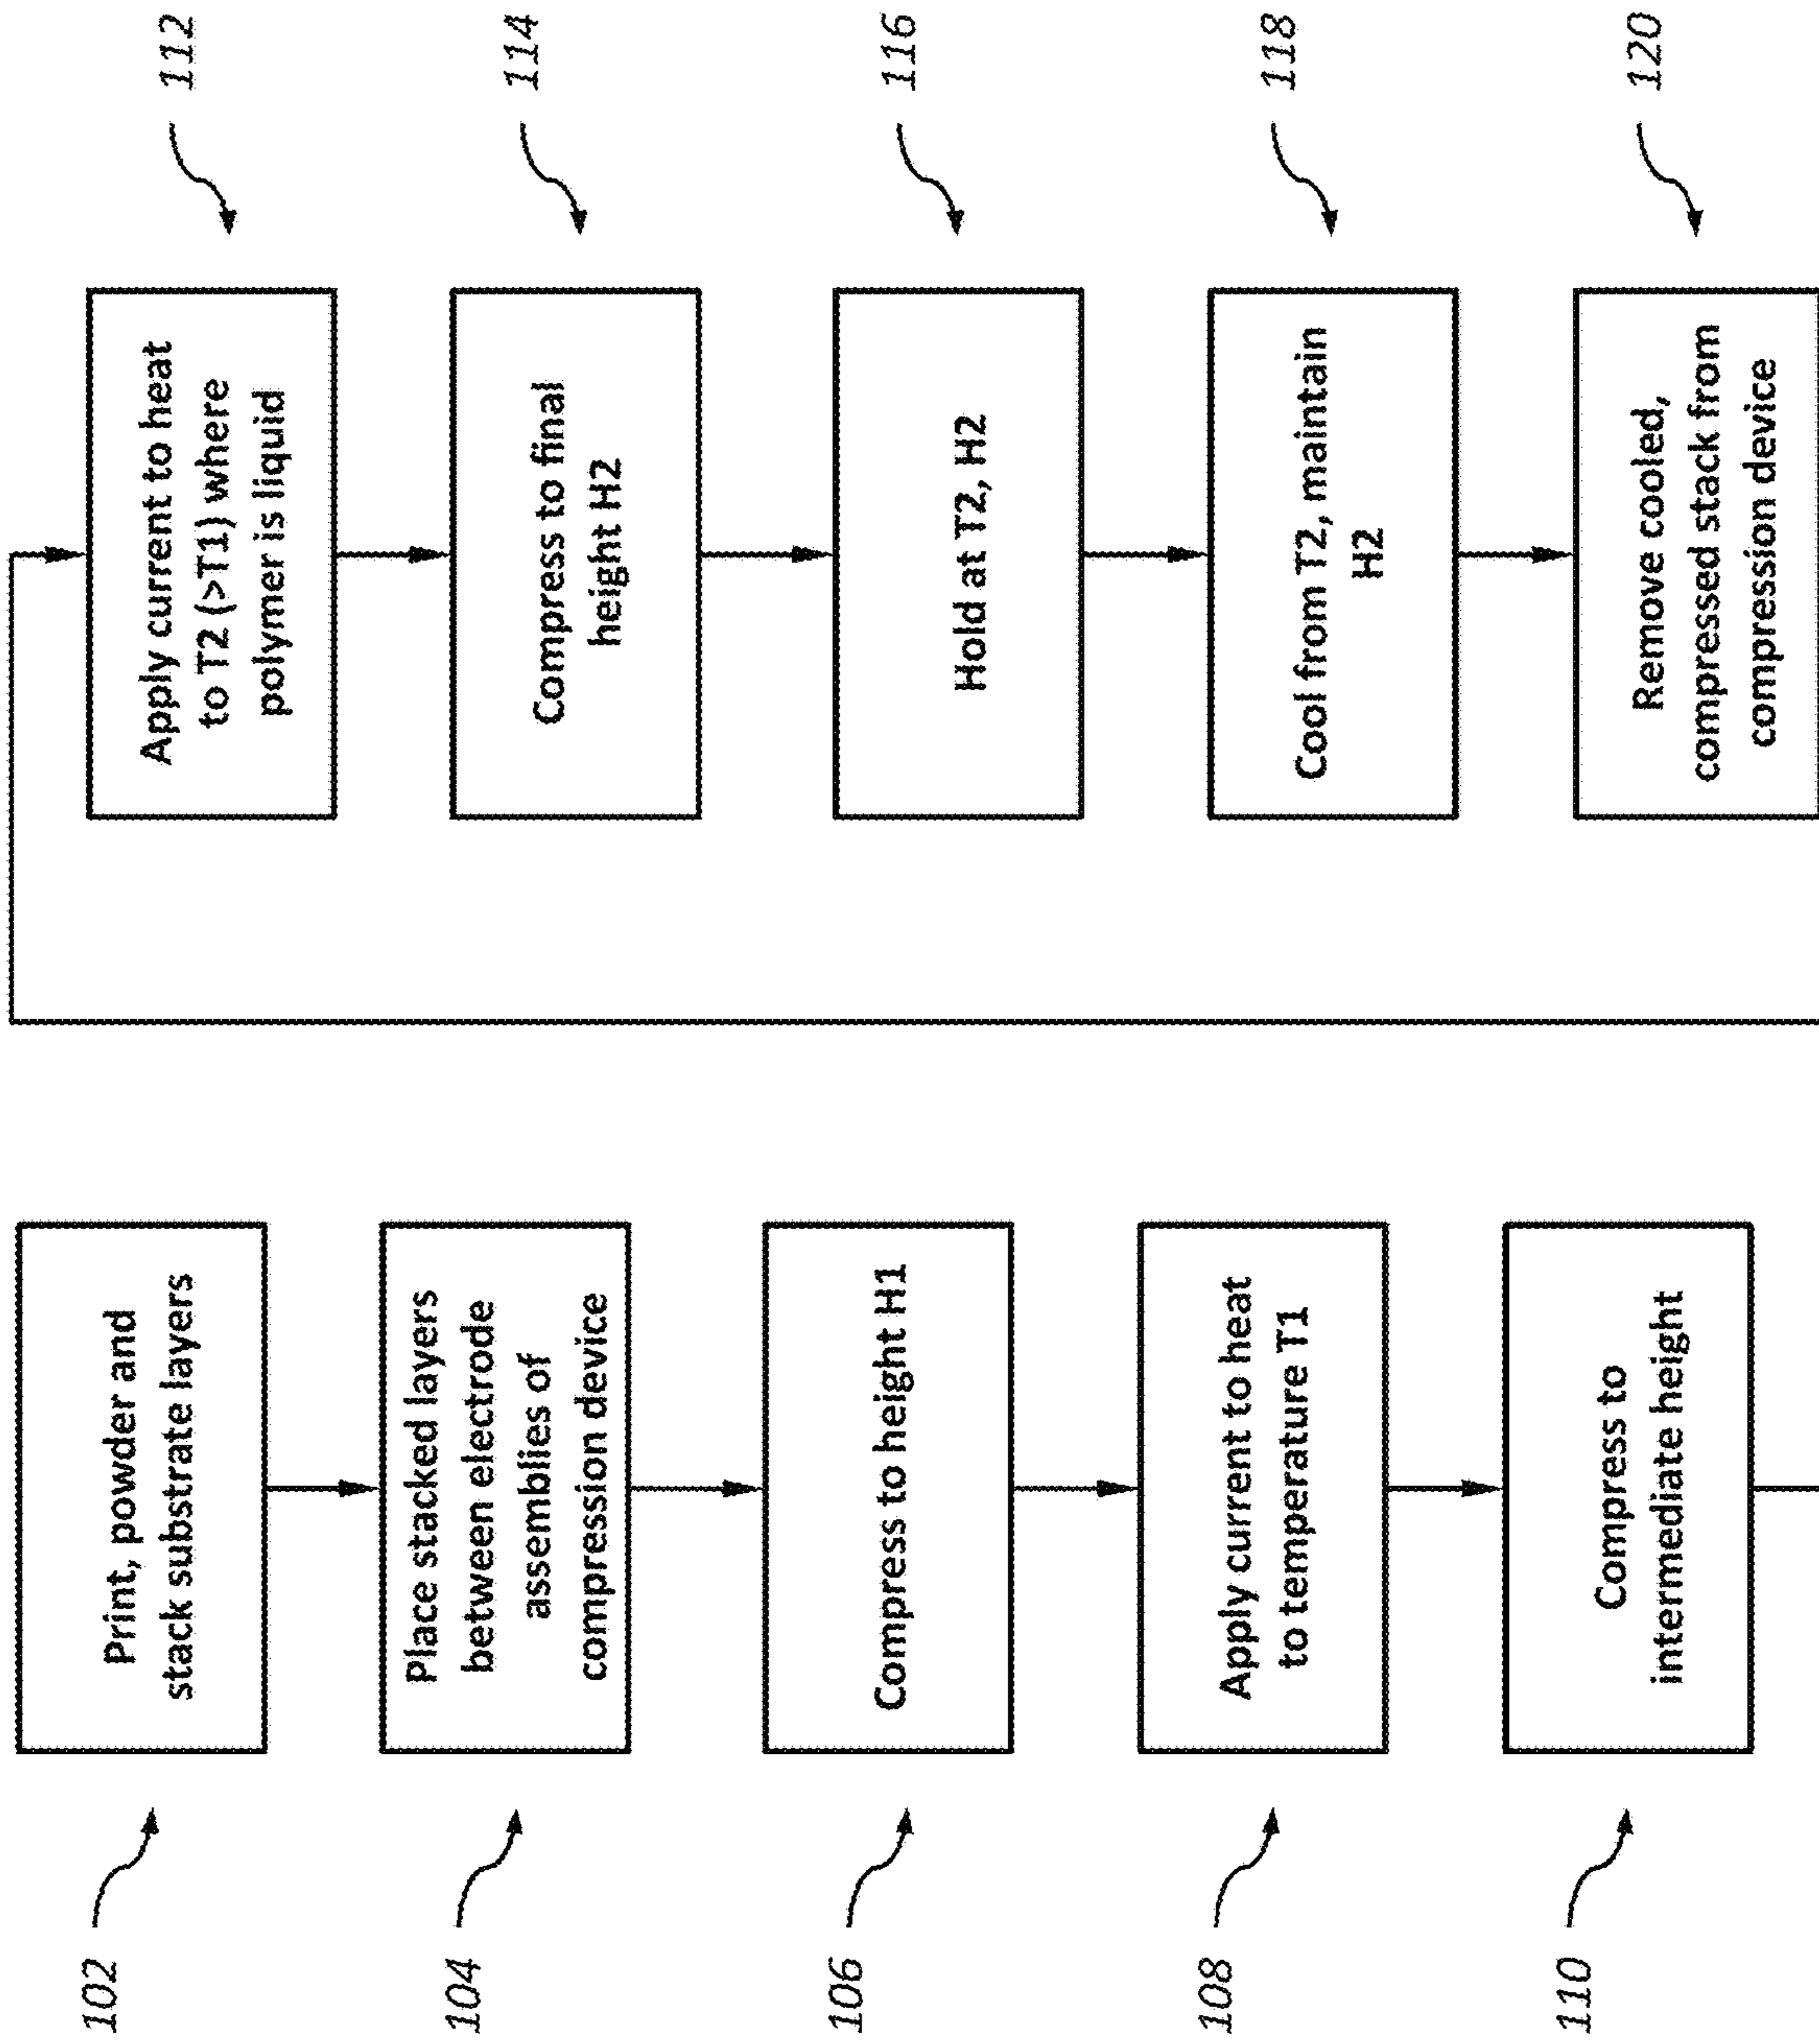 102
Print, powder and
stack substrate layers
104
Place stacked layers
between electrode
assemblies of
compression device
106
Compress to height H1
108
Apply current to heat
to temperature T1
110
Compress to
intermediate height
Apply current to heat
to T2 (>T1) where
polymer is liquid
112
Compress to final
height H2
114
Hold at T2, H2
116
Cool from T2, maintain
H2
118
Remove cooled,
compressed stack from
compression device
120